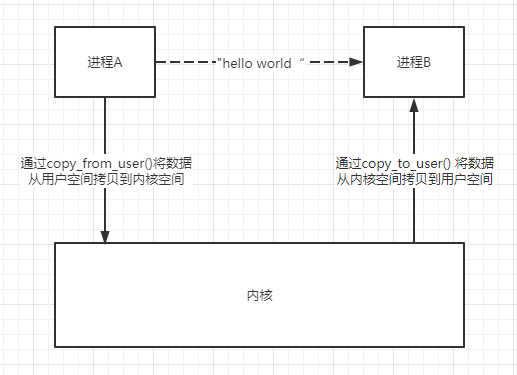 进程A
"hello world “
进程B
通过copy_from_user()将数据
从用户空间拷贝到内核空间
通过copy_to_user() 将数据
从内核空间拷贝到用户空间
内核